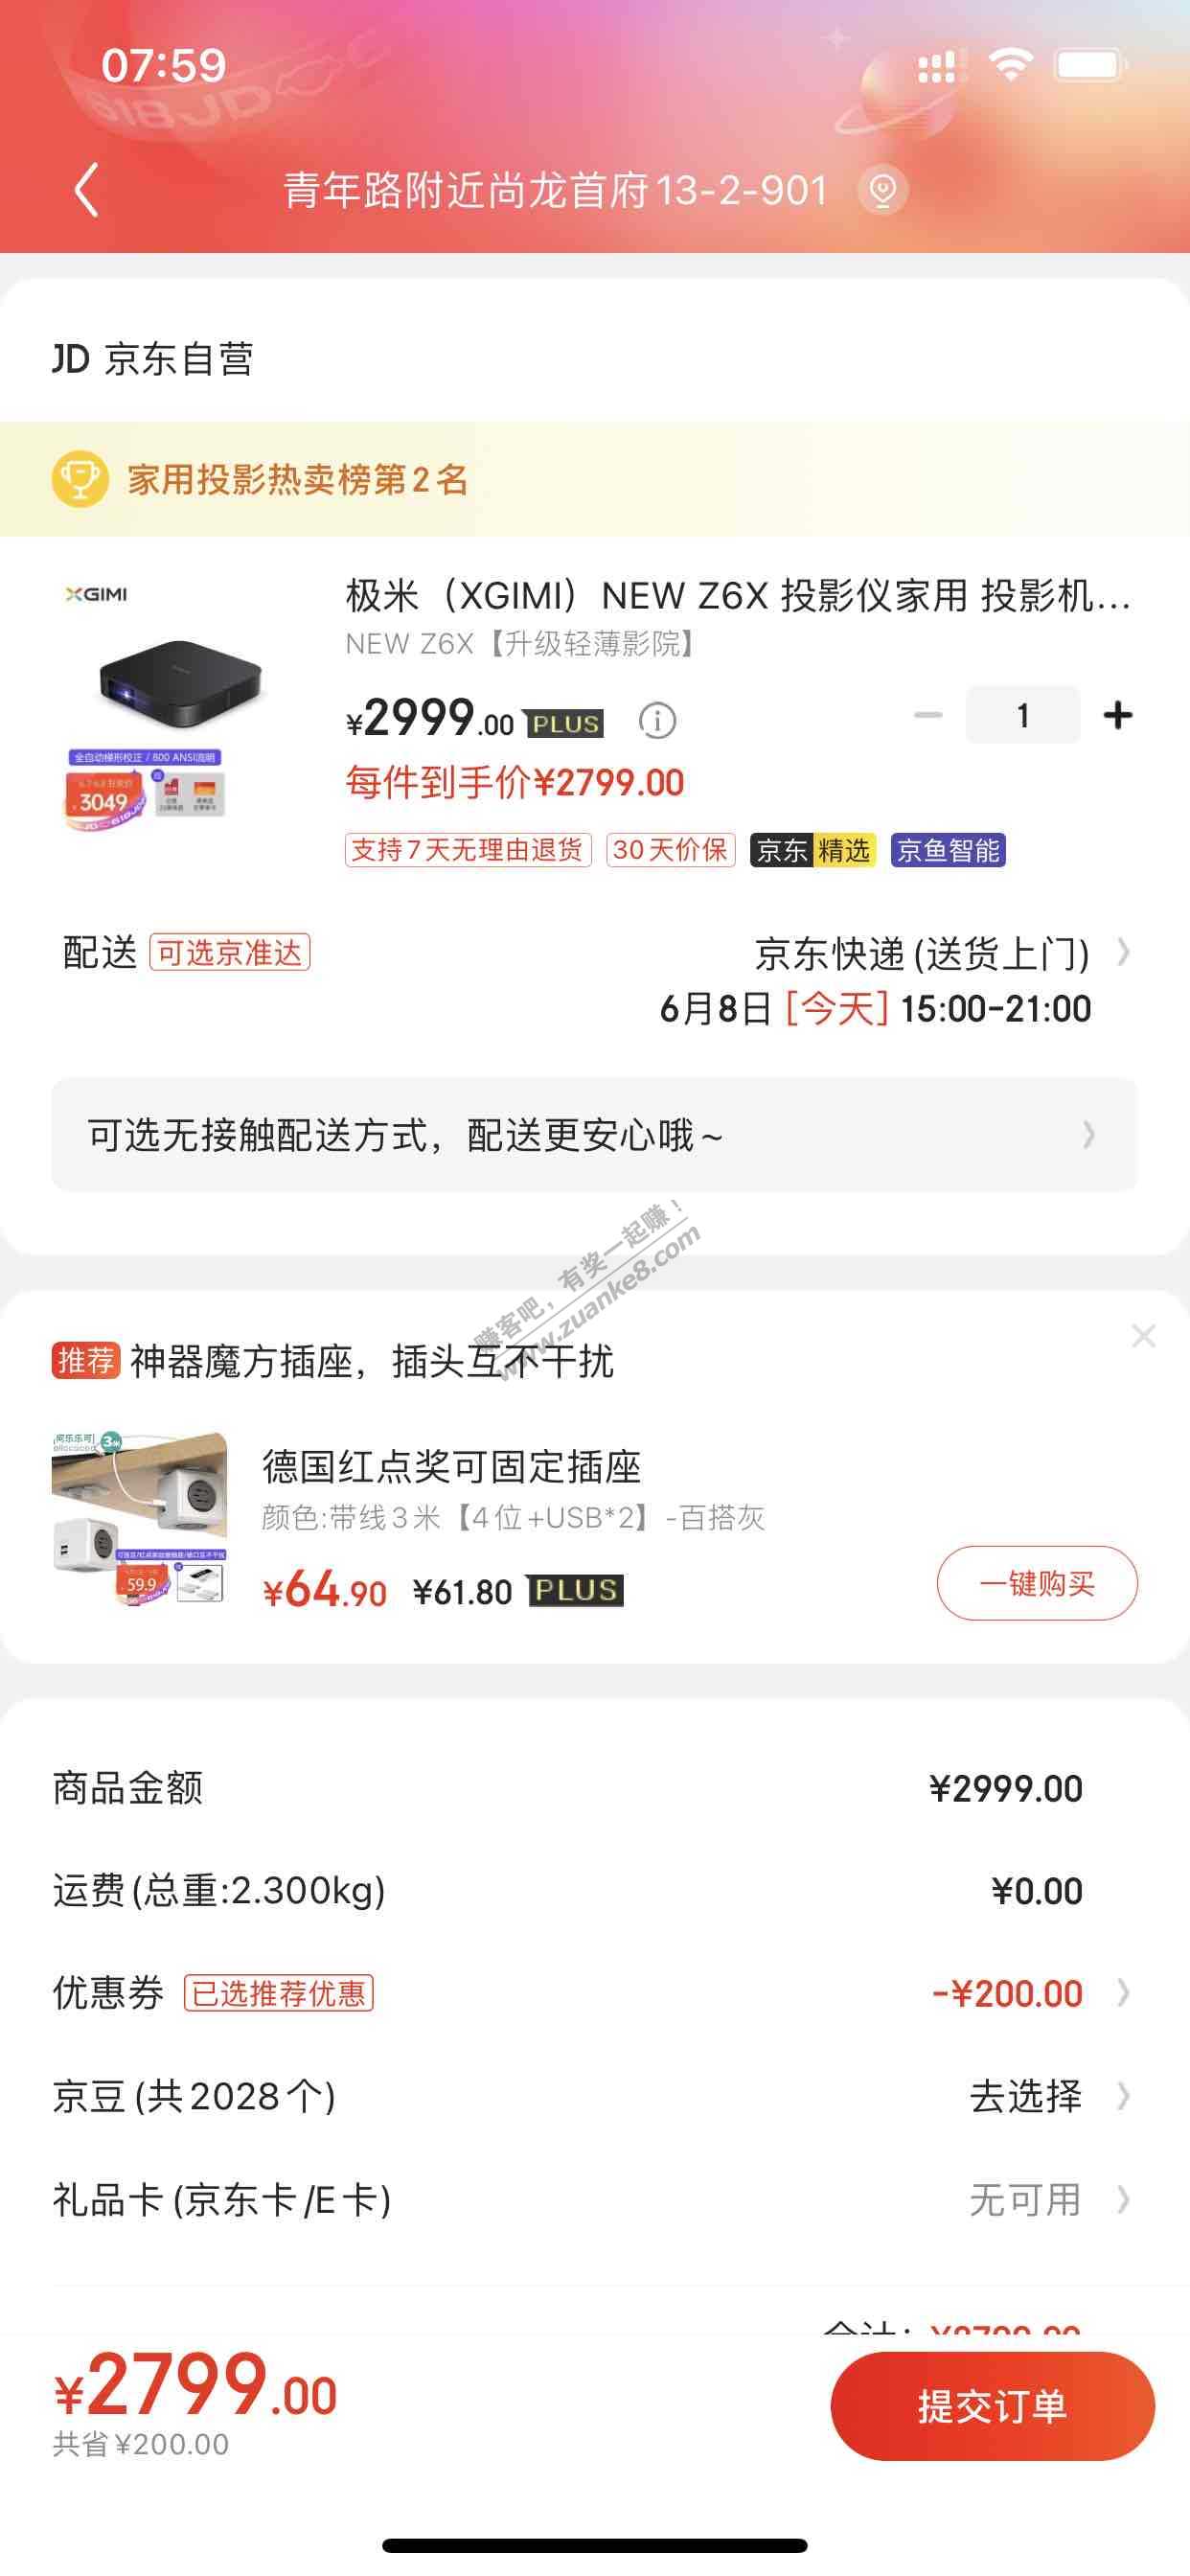 07:59
618JD
青年路附近尚龙首府13-2-901
JD 京东自营
家用投影热卖榜第2名
XGIMI
极米（XGIMI）NEW Z6X 投影仪家用 投影机...
NEW Z6X【升级轻薄影院】
¥2999.00 PLUS
1
每件到手价¥2799.00
全自动梯形校正 / 800 ANSI流明
3049
支持7天无理由退货 30天价保 京东精选 京鱼智能
配送 可选京准达
京东快递(送货上门)
6月8日[今天]15:00-21:00
可选无接触配送方式，配送更安心哦~
赚客吧，有奖一起赚！
www.zuanke8.com
推荐 神器魔方插座，插头互不干扰
德国红点奖可固定插座
颜色:带线3米【4位+USB*2】-百搭灰
59.9
¥64.90 ¥61.80 PLUS
一键购买
商品金额 ¥2999.00
运费(总重:2.300kg) ¥0.00
优惠券 已选推荐优惠 -¥200.00
京豆(共2028个) 去选择
礼品卡(京东卡/E卡) 无可用
¥2799.00
共省¥200.00
提交订单